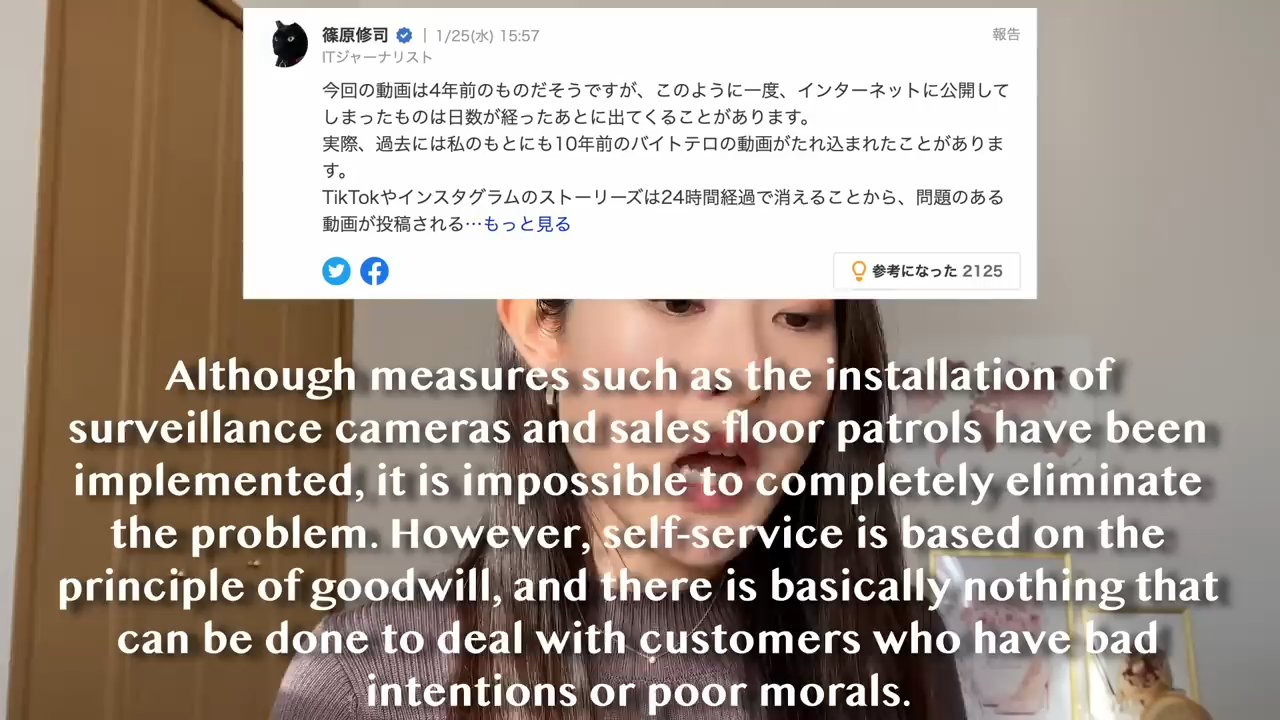 篠原修司 | 1/25(水) 15:57
報告
ITジャーナリスト
今回の動画は4年前のものだそうですが、このように一度、インターネットに公開して
しまったものは日数が経ったあとに出てくることがあります。
実際、過去には私のもとにも10年前のバイトテロの動画がたれ込まれたことがありま
す。
TikTokやインスタグラムのストーリーズは24時間経過で消えることから、問題のある
動画が投稿される…もっと見る
参考になった 2125
Although measures such as the installation of
surveillance cameras and sales floor patrols have been
implemented, it is impossible to completely eliminate
the problem. However, self-service is based on the
principle of goodwill, and there is basically nothing that
can be done to deal with customers who have bad
intentions or poor morals.